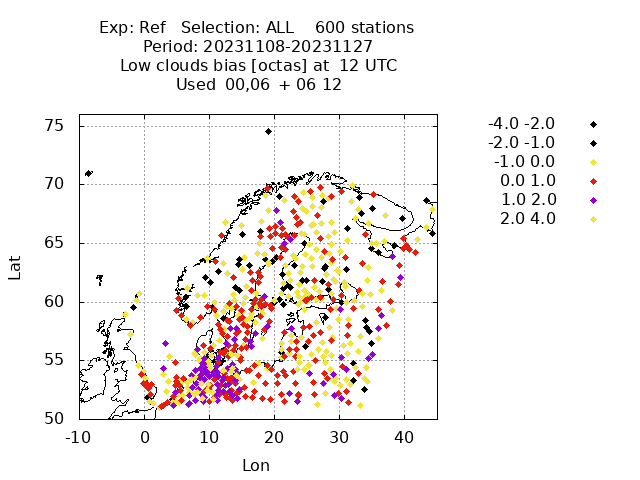 Exp: Ref   Selection: ALL    600 stations
Period: 20231108-20231127
Low clouds bias [octas] at  12 UTC
Used  00,06  + 06 12
-4.0 -2.0
-2.0 -1.0
-1.0 0.0
0.0 1.0
1.0 2.0
2.0 4.0
75
70
65
60
55
50
Lat
-10 0 10 20 30 40
Lon